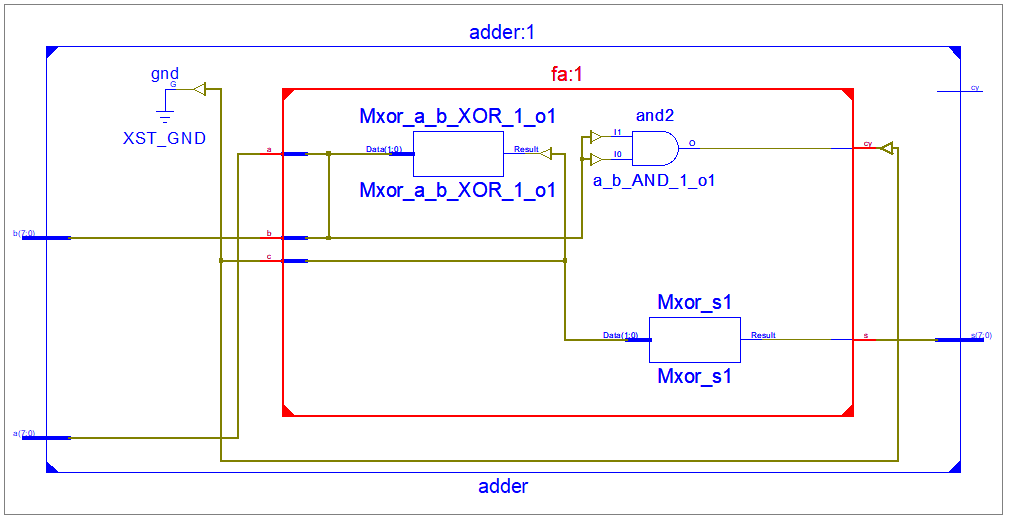 adder:1
gnd
G
XST_GND
fa:1
cy
Mxor_a_b_XOR_1_o1
and2
a
Data(1:0)
Result
I1
I0
O
cy
Mxor_a_b_XOR_1_o1
a_b_AND_1_o1
b(7:0)
b
c
Mxor_s1
Data(1:0)
Result
s
s(7:0)
Mxor_s1
a(7:0)
adder